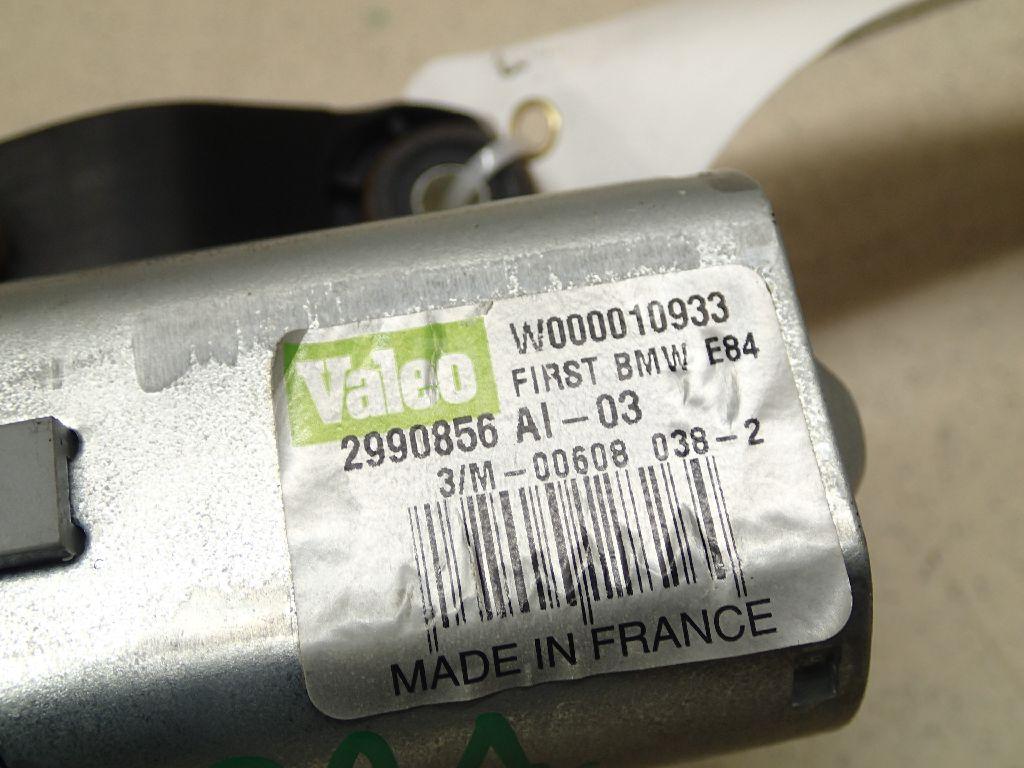 Valeo
W000010933
FIRST BMW E84
2990856 AI-03
3/M-00608 038-2
MADE IN FRANCE